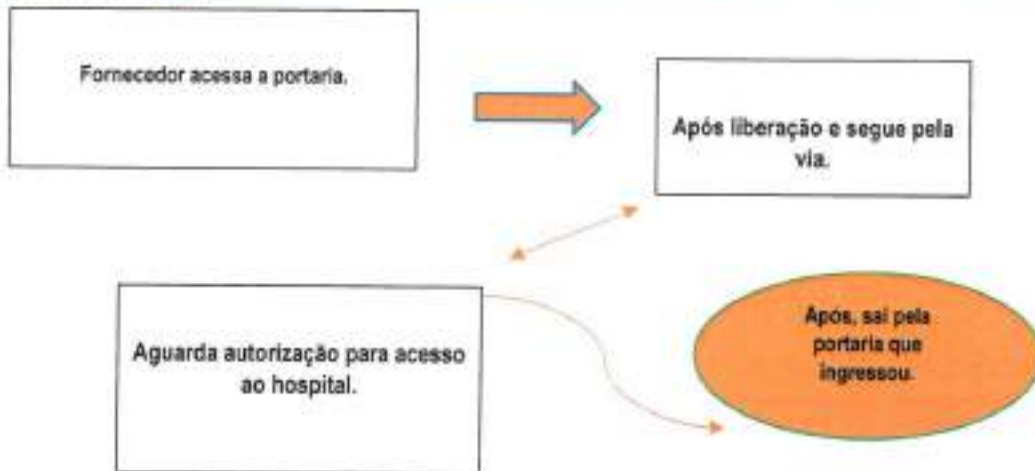 Fornecedor acessa a portaria.
Após liberação e segue pela
via.
Aguarda autorização para acesso
ao hospital.
Após, sai pela
portaria que
ingressou.